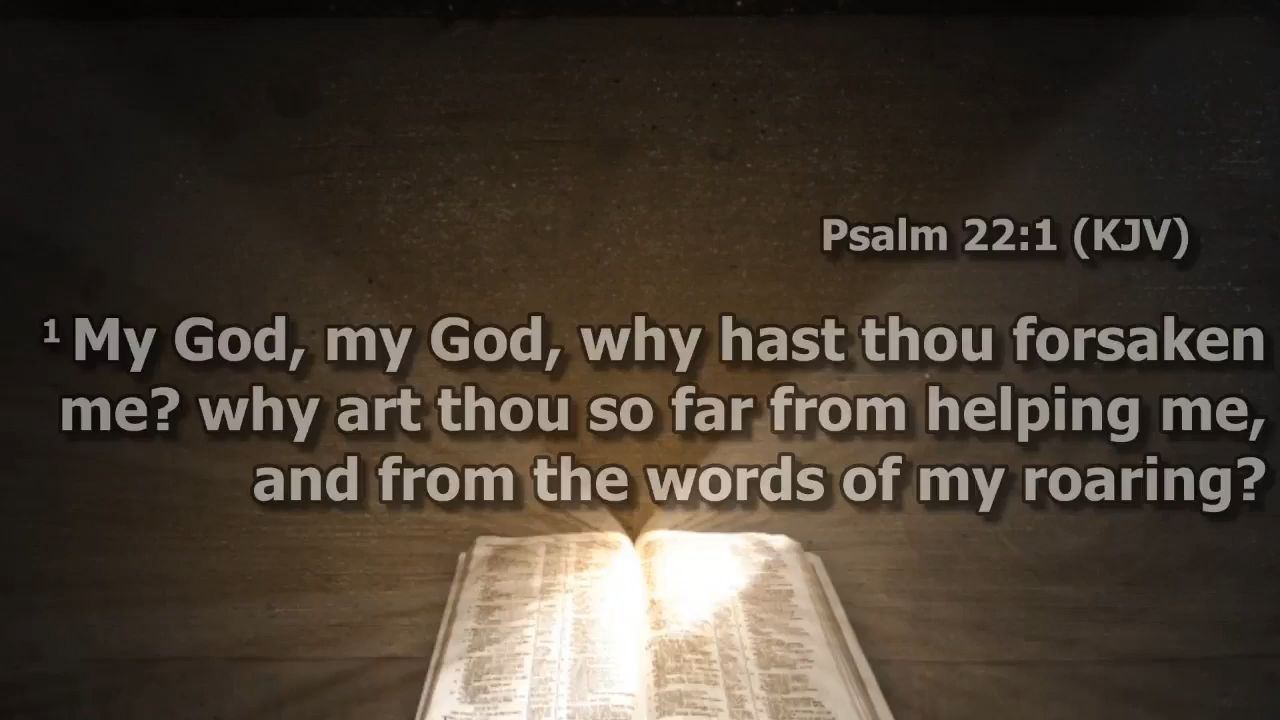 Psalm 22:1 (KJV)
1 My God, my God, why hast thou forsaken
me? why art thou so far from helping me,
and from the words of my roaring?